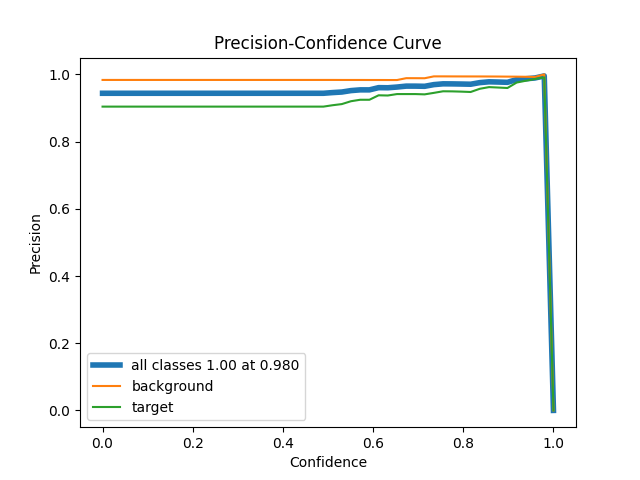 Precision-Confidence Curve
Precision
1.0
0.8
0.6
0.4
0.2
0.0
all classes 1.00 at 0.980
background
target
0.0 0.2 0.4 0.6 0.8 1.0
Confidence